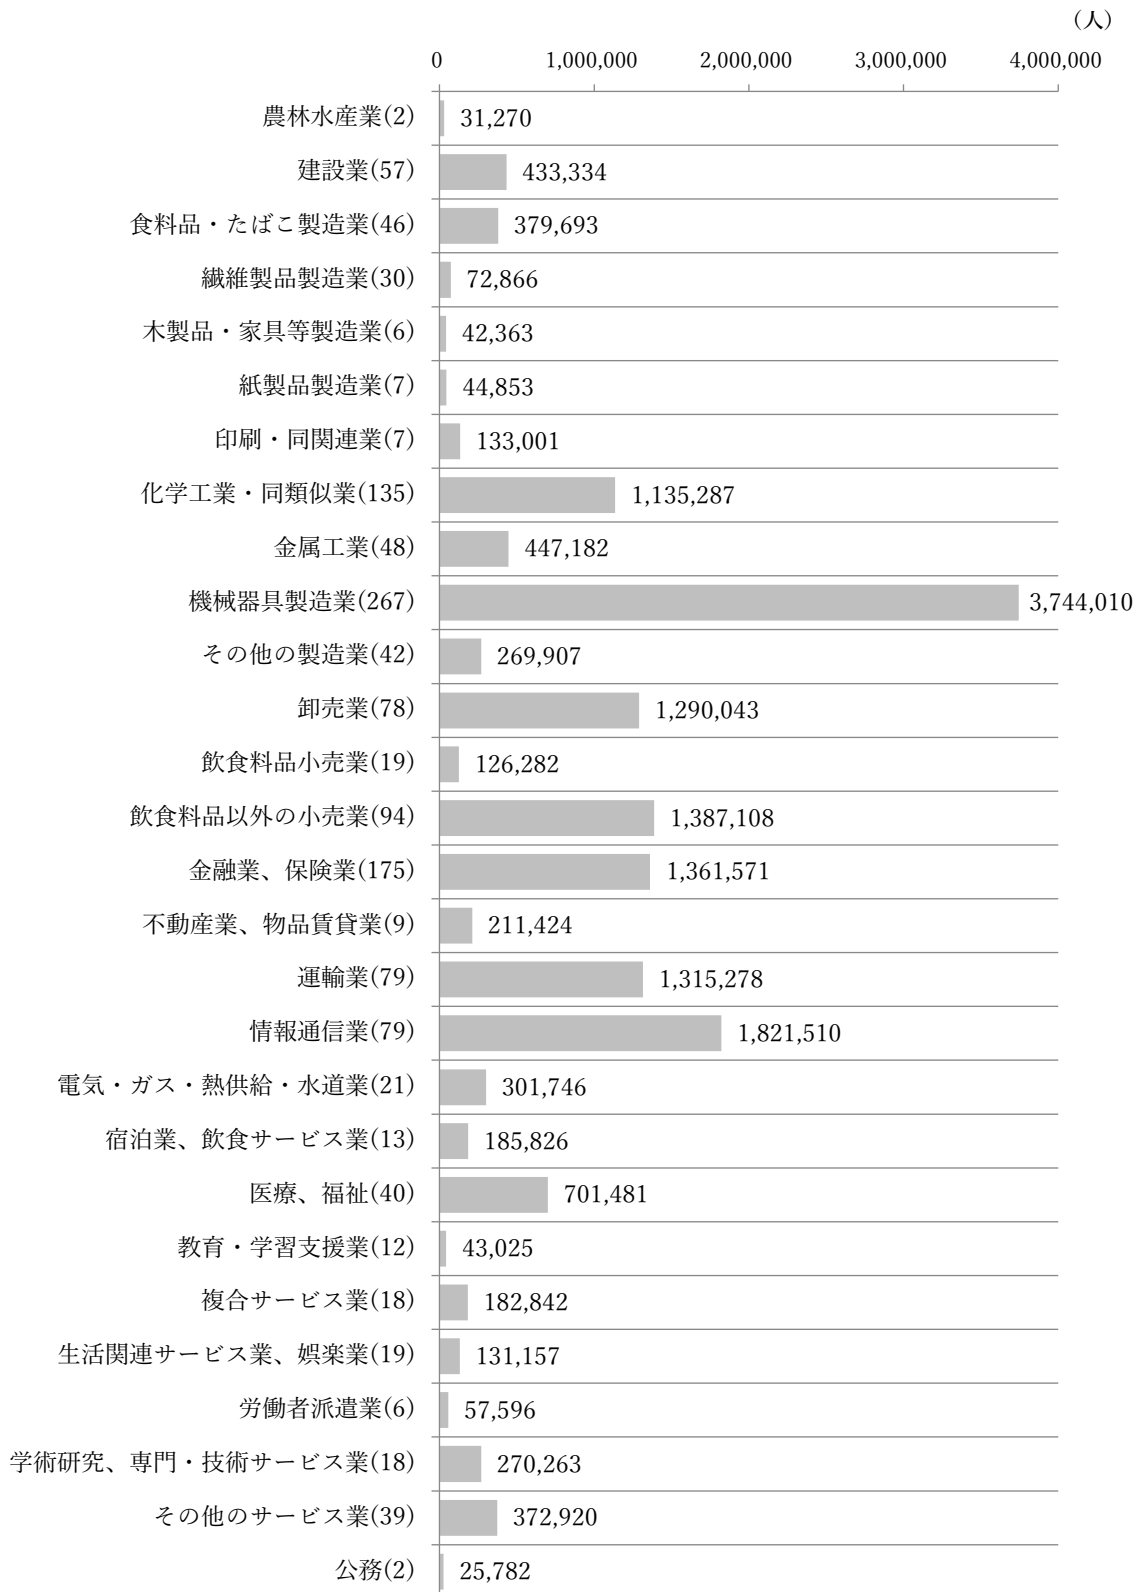 （人）
0 1,000,000 2,000,000 3,000,000 4,000,000
農林水産業(2) 31,270
建設業(57) 433,334
食料品・たばこ製造業(46) 379,693
繊維製品製造業(30) 72,866
木製品・家具等製造業(6) 42,363
紙製品製造業(7) 44,853
印刷・同関連業(7) 133,001
化学工業・同類似業(135) 1,135,287
金属工業(48) 447,182
機械器具製造業(267) 3,744,010
その他の製造業(42) 269,907
卸売業(78) 1,290,043
飲食料品小売業(19) 126,282
飲食料品以外の小売業(94) 1,387,108
金融業、保険業(175) 1,361,571
不動産業、物品賃貸業(9) 211,424
運輸業(79) 1,315,278
情報通信業(79) 1,821,510
電気・ガス・熱供給・水道業(21) 301,746
宿泊業、飲食サービス業(13) 185,826
医療、福祉(40) 701,481
教育・学習支援業(12) 43,025
複合サービス業(18) 182,842
生活関連サービス業、娯楽業(19) 131,157
労働者派遣業(6) 57,596
学術研究、専門・技術サービス業(18) 270,263
その他のサービス業(39) 372,920
公務(2) 25,782